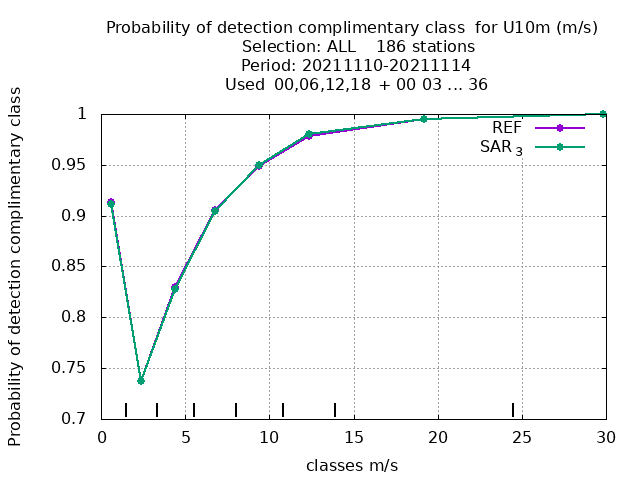 Probability of detection complimentary class  for U10m (m/s)
Selection: ALL    186 stations
Period: 20211110-20211114
Used  00,06,12,18  + 00 03 ... 36
Probability of detection complimentary class
1
0.95
0.9
0.85
0.8
0.75
0.7
REF
SAR 3
0 5 10 15 20 25 30
classes m/s